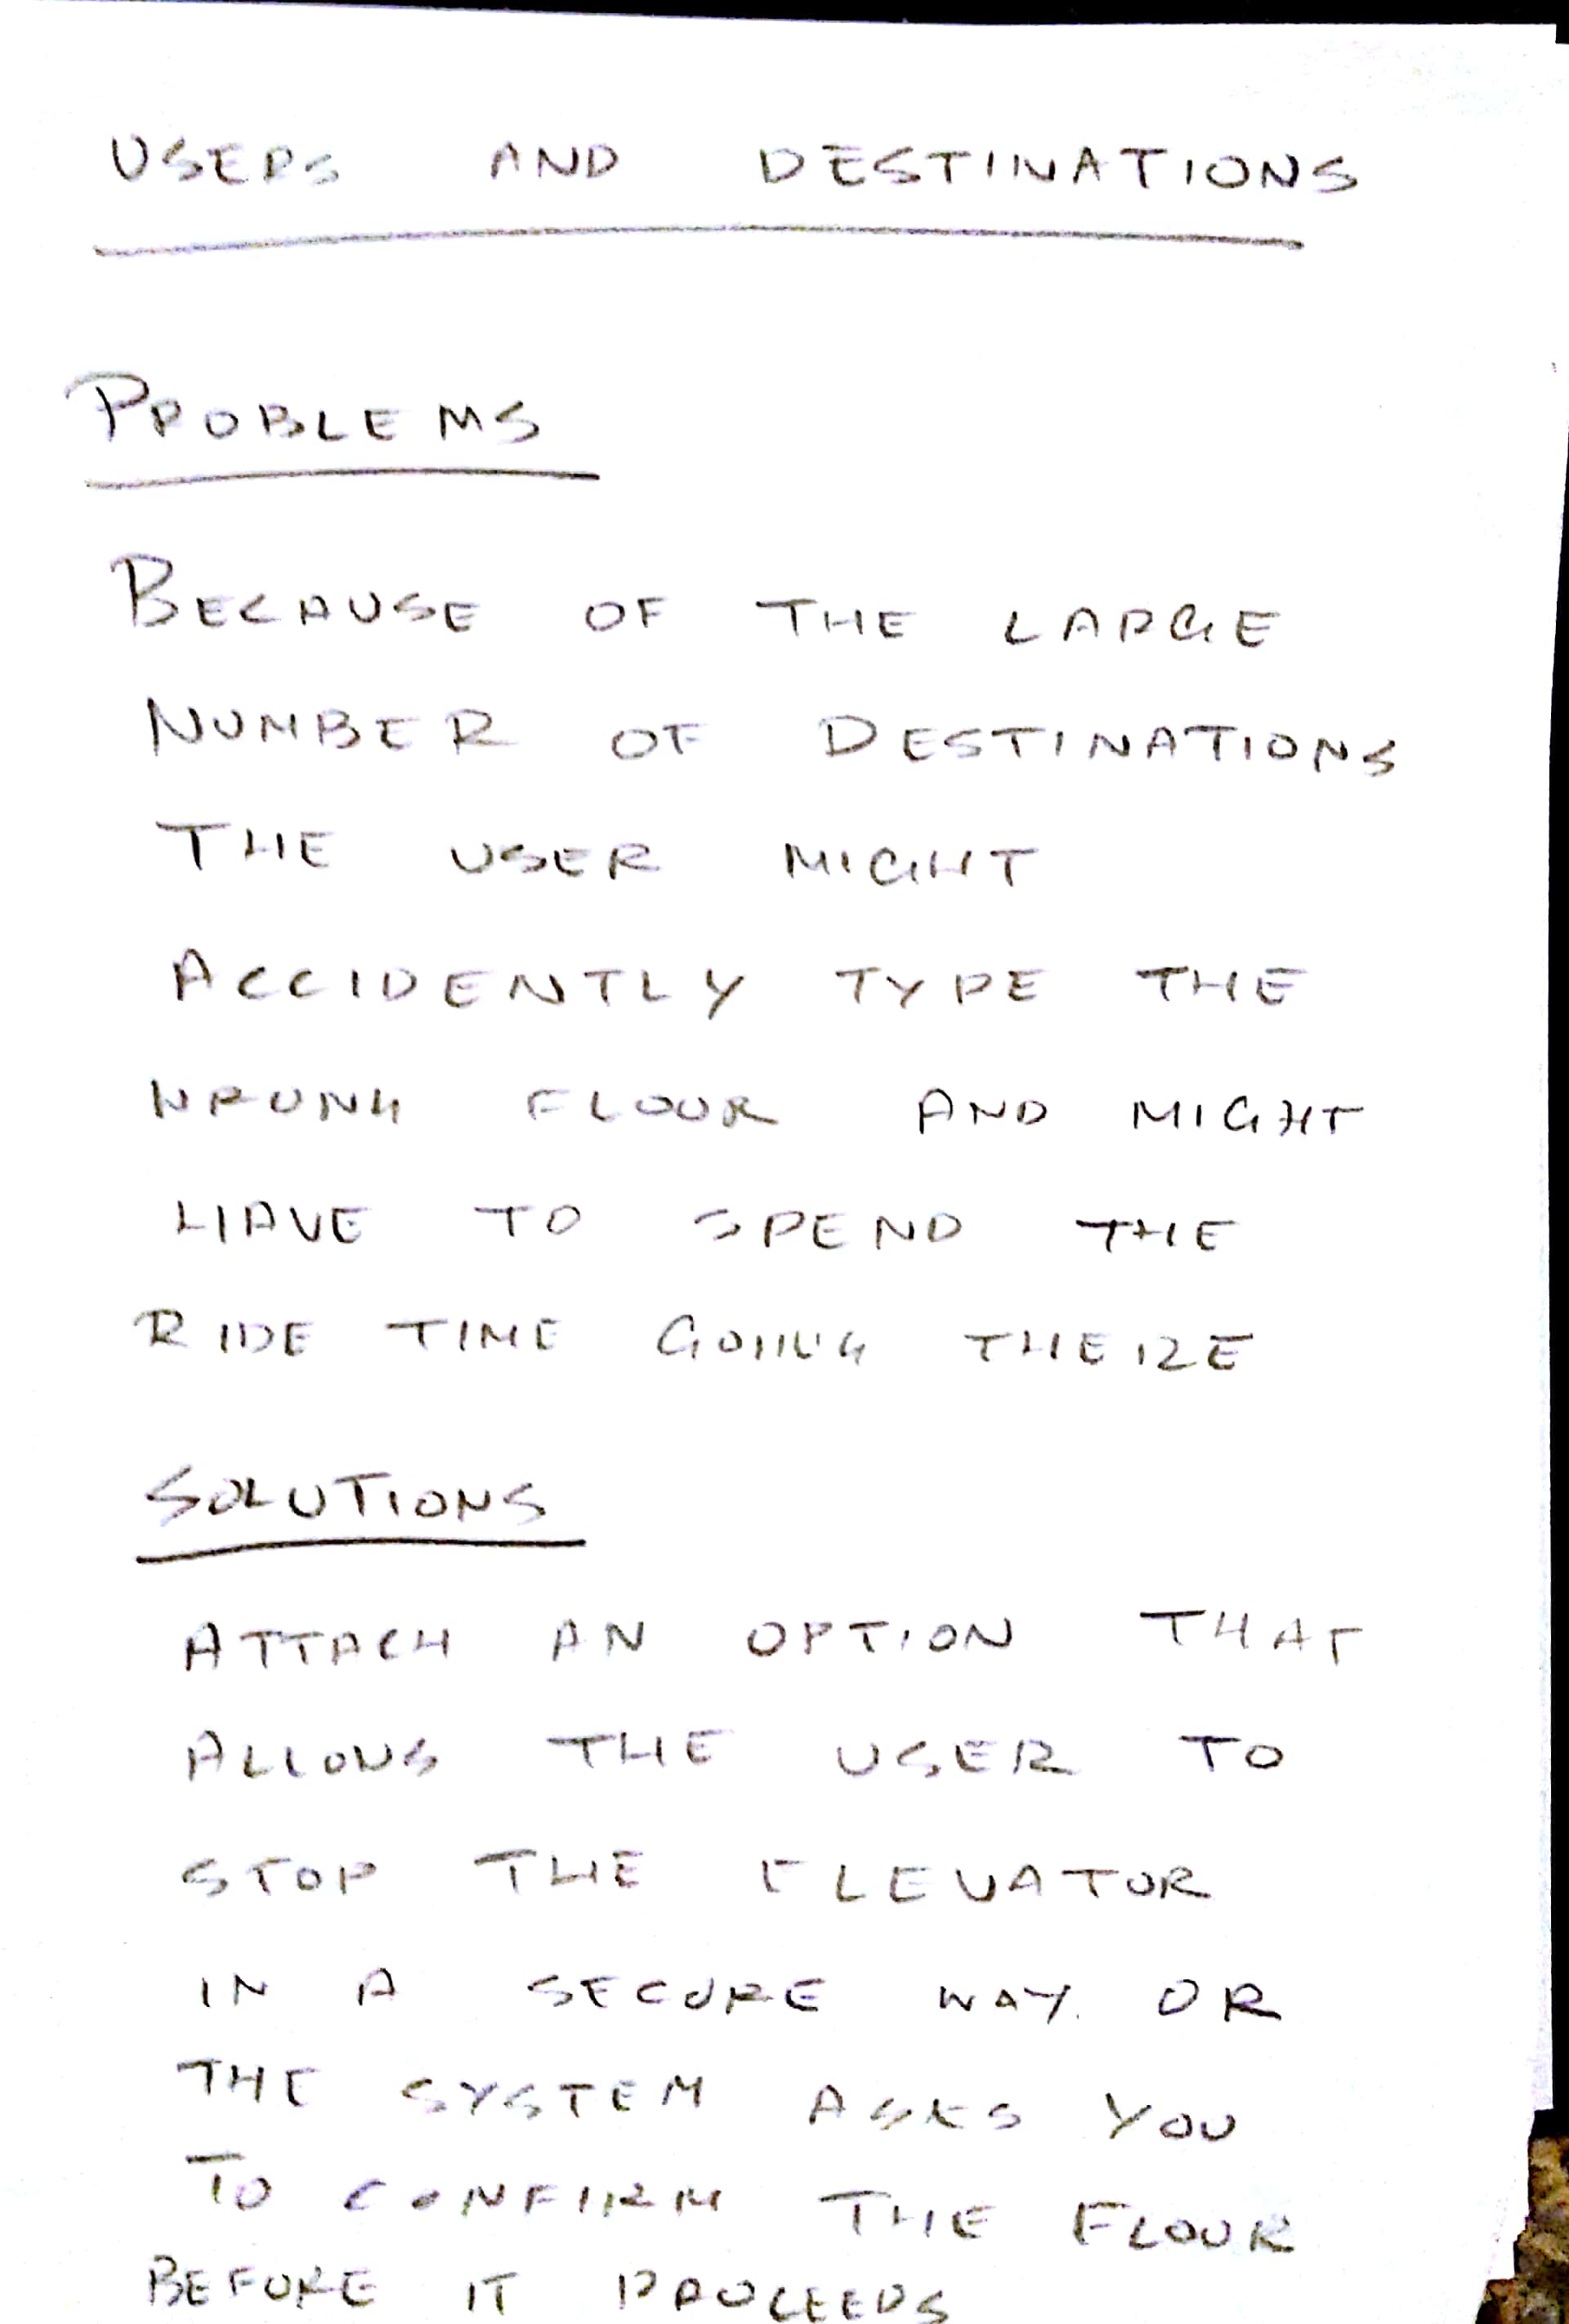 USERS AND DESTINATIONS
PROBLEMS
BECAUSE OF THE LARGE
NUMBER OF DESTINATIONS
THE USER MIGHT
ACCIDENTLY TYPE THE
WRONG FLOOR AND MIGHT
HAVE TO SPEND THE
RIDE TIME GOING THERE
SOLUTIONS
ATTACH AN OPTION THAT
ALLOWS THE USER TO
STOP THE ELEVATOR
IN A SECURE WAY. OR
THE SYSTEM ASKS YOU
TO CONFIRM THE FLOOR
BEFORE IT PROCEEDS